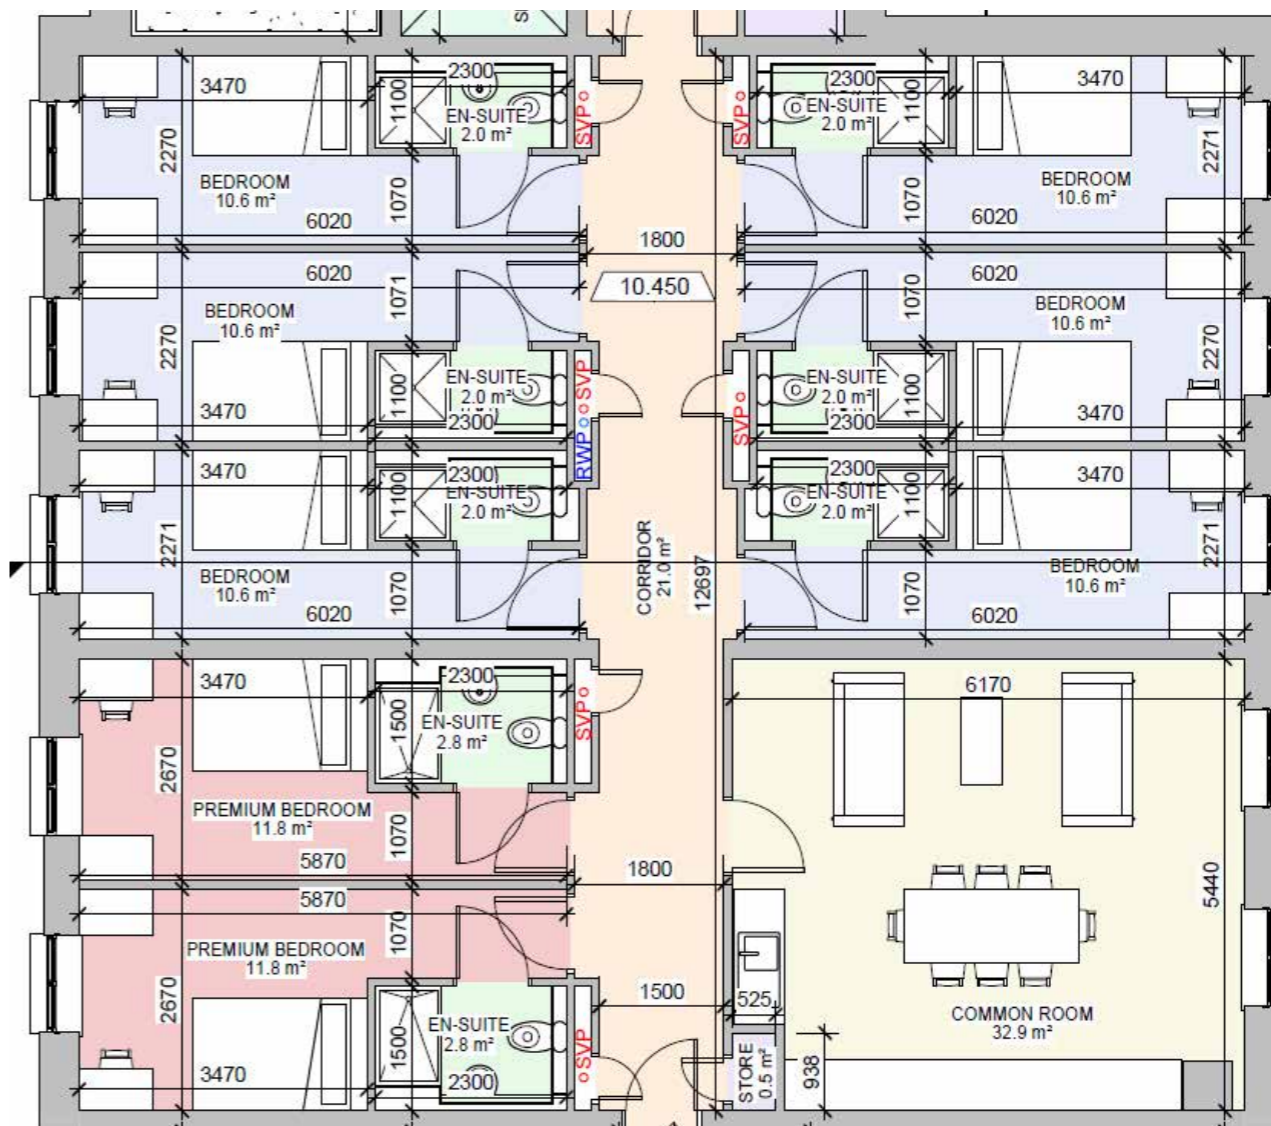 3470
2300
1100
EN-SUITE
2.0 m²
SVP
2270
BEDROOM
10.6 m²
1070
6020
SVP
2300
1100
EN-SUITE
2.0 m²
3470
2271
BEDROOM
10.6 m²
1070
6020
1800
10.450
6020
1071
BEDROOM
10.6 m²
2270
EN-SUITE
2.0 m²
1100
3470
2300
SVP
RWP
6020
1070
BEDROOM
10.6 m²
2270
EN-SUITE
2.0 m²
1100
2300
3470
SVP
3470
2300
1100
EN-SUITE
2.0 m²
2271
BEDROOM
10.6 m²
1070
6020
CORRIDOR
21.0 m²
12697
2300
1100
EN-SUITE
2.0 m²
3470
2271
BEDROOM
10.6 m²
1070
6020
3470
2300
1500
EN-SUITE
2.8 m²
SVP
2670
PREMIUM BEDROOM
11.8 m²
1070
5870
6170
1800
5440
5870
1070
PREMIUM BEDROOM
11.8 m²
2670
EN-SUITE
2.8 m²
1500
3470
2300
SVP
1500
525
STORE
0.5 m²
938
COMMON ROOM
32.9 m²